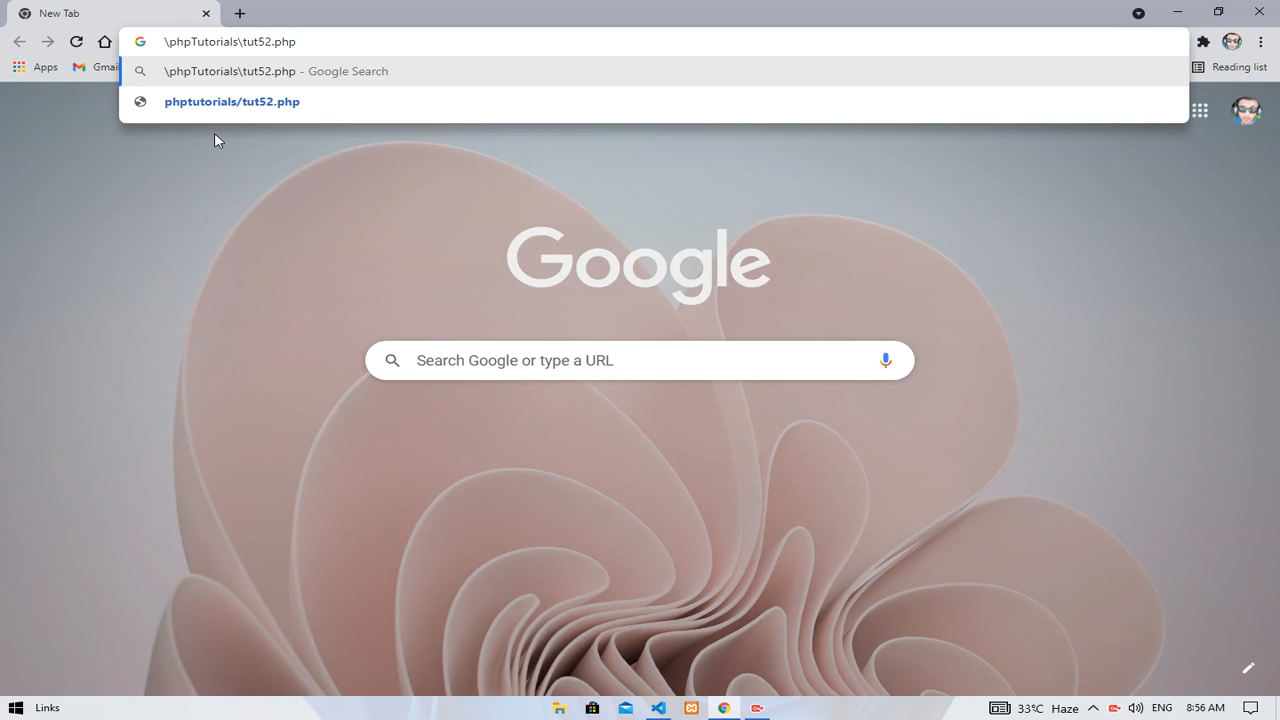 New Tab
\phpTutorials\tut52.php
\phpTutorials\tut52.php - Google Search
phptutorials/tut52.php
Apps
Gmai
Reading list
Google
Search Google or type a URL
Links
33°C Haze
ENG
8:56 AM